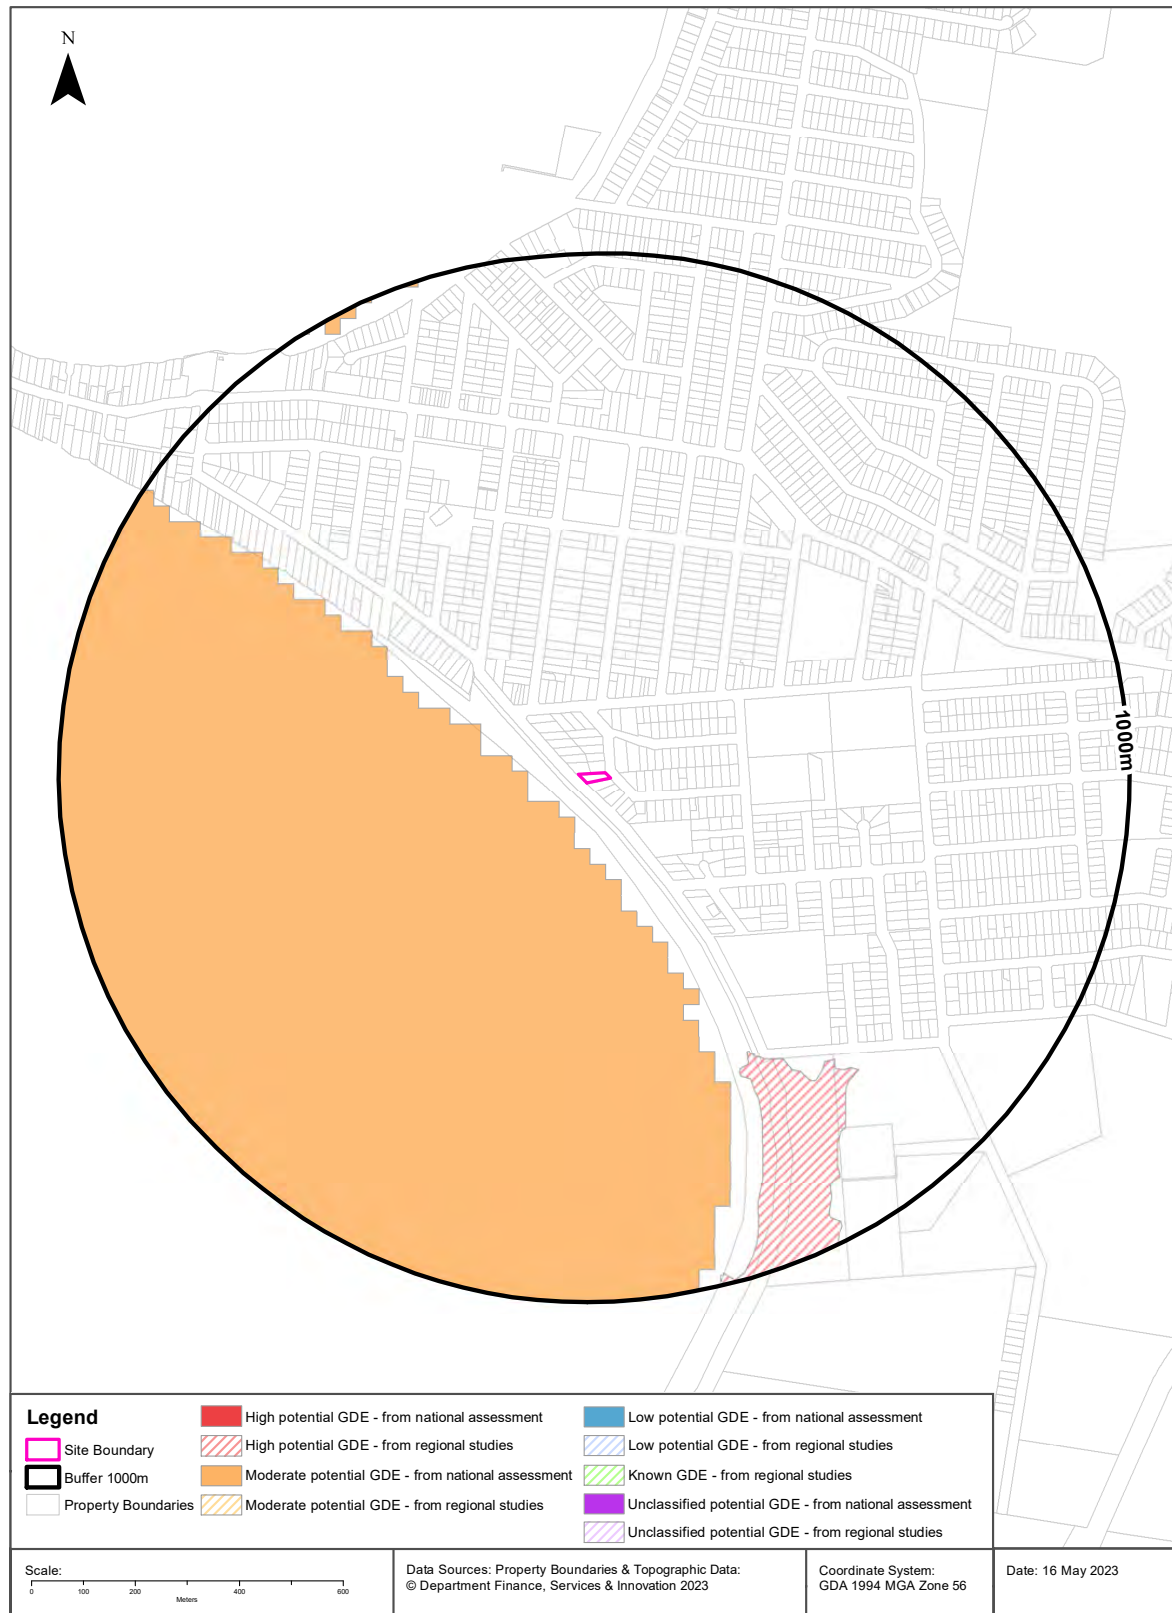 N
1000m
Legend
Site Boundary
Buffer 1000m
Property Boundaries
High potential GDE - from national assessment
High potential GDE - from regional studies
Moderate potential GDE - from national assessment
Moderate potential GDE - from regional studies
Low potential GDE - from national assessment
Low potential GDE - from regional studies
Known GDE - from regional studies
Unclassified potential GDE - from national assessment
Unclassified potential GDE - from regional studies
Scale:
0 100 200 400 600
Meters
Data Sources: Property Boundaries & Topographic Data:
© Department Finance, Services & Innovation 2023
Coordinate System:
GDA 1994 MGA Zone 56
Date: 16 May 2023